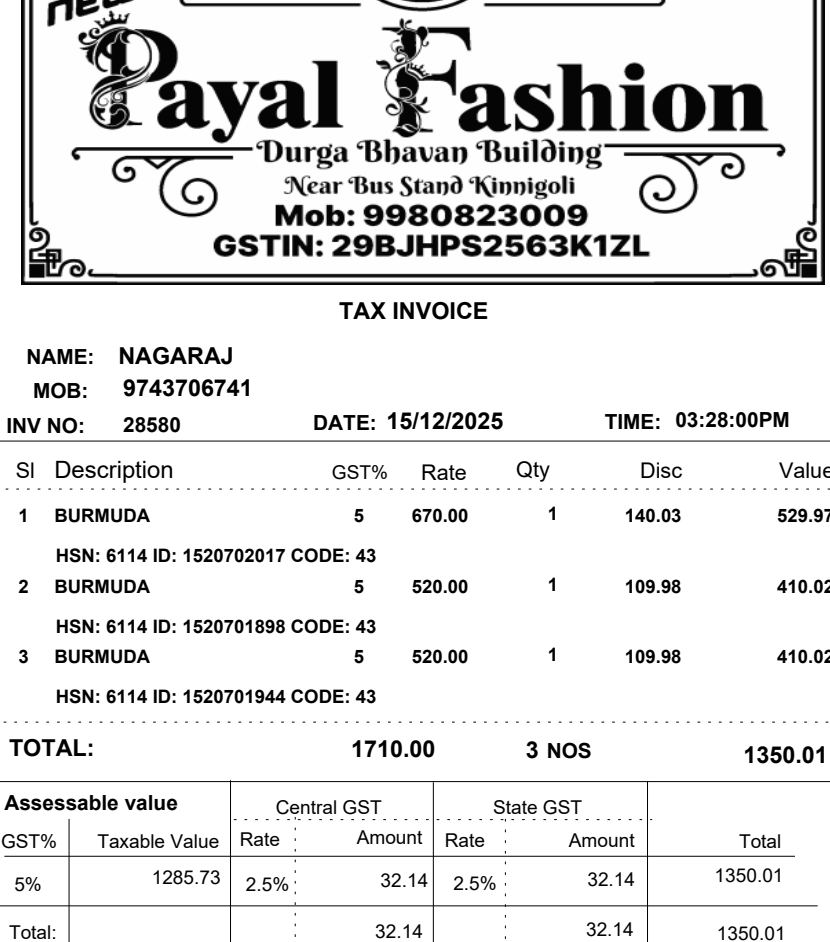 new
Payal Fashion
Durga Bhavan Building
Near Bus Stand Kinnigoli
Mob: 9980823009
GSTIN: 29BJHPS2563K1ZL
TAX INVOICE
NAME: NAGARAJ
MOB: 9743706741
INV NO: 28580 DATE: 15/12/2025 TIME: 03:28:00PM
Sl Description GST% Rate Qty Disc Value
1 BURMUDA 5 670.00 1 140.03 529.97
HSN: 6114 ID: 1520702017 CODE: 43
2 BURMUDA 5 520.00 1 109.98 410.02
HSN: 6114 ID: 1520701898 CODE: 43
3 BURMUDA 5 520.00 1 109.98 410.02
HSN: 6114 ID: 1520701944 CODE: 43
TOTAL: 1710.00 3 NOS 1350.01
Assessable value Central GST State GST
GST% Taxable Value Rate Amount Rate Amount Total
5% 1285.73 2.5% 32.14 2.5% 32.14 1350.01
Total: 32.14 32.14 1350.01